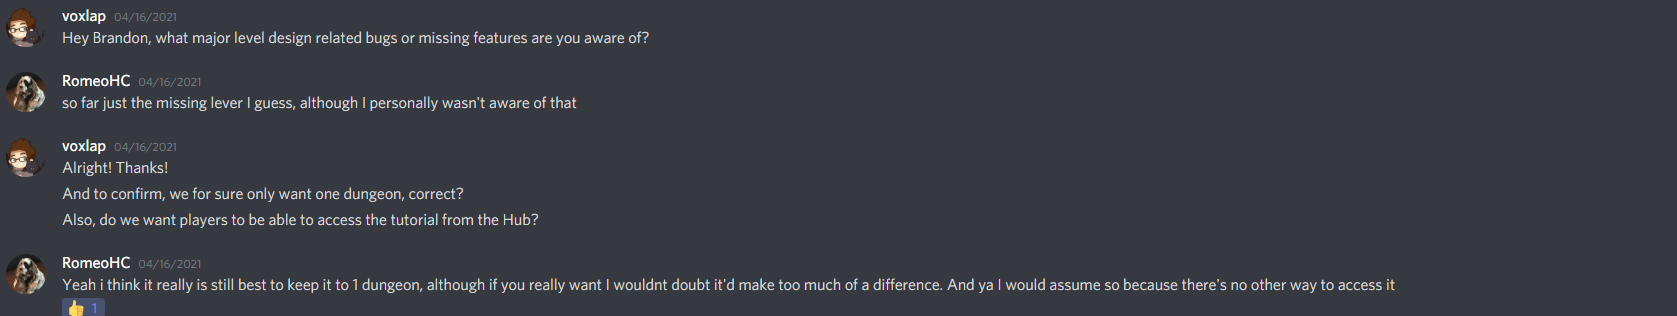 voxlap 04/16/2021
Hey Brandon, what major level design related bugs or missing features are you aware of?
RomeoHC 04/16/2021
so far just the missing lever I guess, although I personally wasn't aware of that
voxlap 04/16/2021
Alright! Thanks!
And to confirm, we for sure only want one dungeon, correct?
Also, do we want players to be able to access the tutorial from the Hub?
RomeoHC 04/16/2021
Yeah i think it really is still best to keep it to 1 dungeon, although if you really want I wouldnt doubt it'd make too much of a difference. And ya I would assume so because there's no other way to access it
👍 1